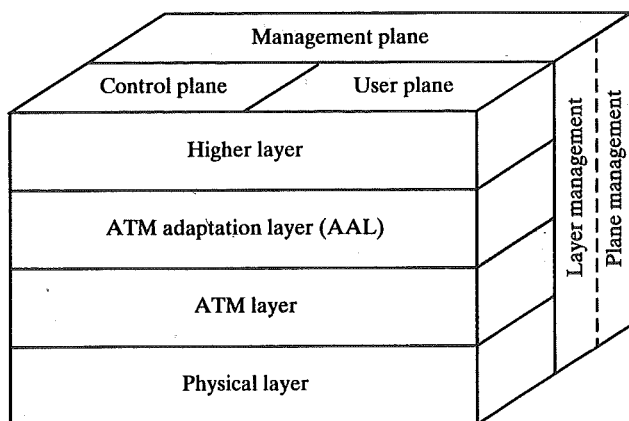 Management plane
Control plane
User plane
Higher layer
ATM adaptation layer (AAL)
ATM layer
Physical layer
Layer management
Plane management